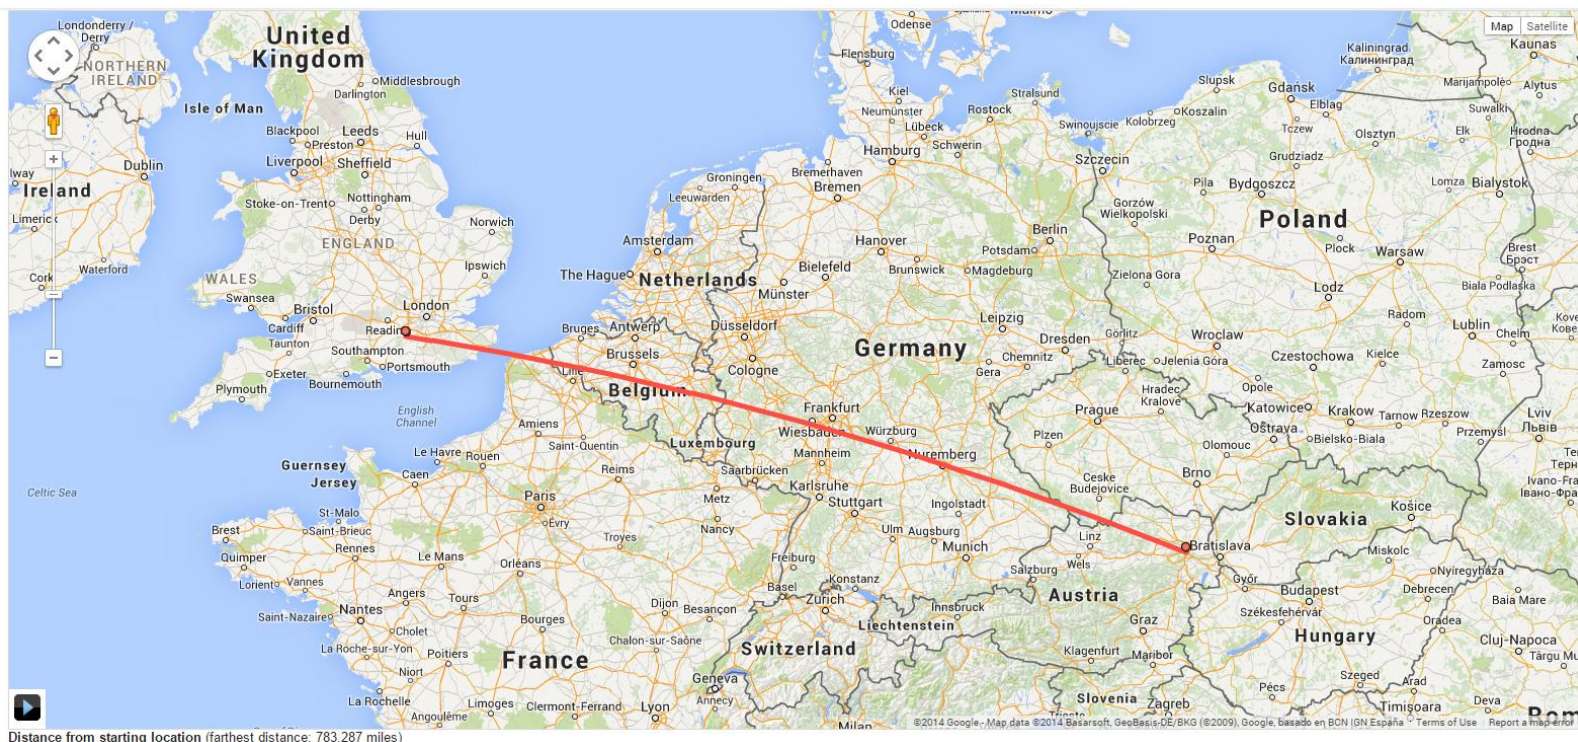 Londonderry /
Derry
NORTHERN
IRELAND
United
Kingdom
Middlesbrough
Darlington
Isle of Man
Blackpool
Leeds
Hull
Preston
Liverpool
Sheffield
Dublin
Ireland
Limerick
Cork
Waterford
Stoke-on-Trent
Nottingham
Derby
Norwich
ENGLAND
WALES
Ipswich
Swansea
Bristol
London
Cardiff
Taunton
Southampton
Portsmouth
Exeter
Bournemouth
Plymouth
English
Channel
Guernsey
Jersey
Celtic Sea
Odense
Flensburg
Kiel
Neumünster
Lübeck
Rostock
Stralsund
Hamburg
Schwerin
Bremerhaven
Bremen
Groningen
Leeuwarden
Amsterdam
The Hague
Netherlands
Hanover
Bielefeld
Brunswick
Magdeburg
Münster
Potsdam
Berlin
Bruges
Antwerp
Düsseldorf
Brussels
Cologne
Lille
Belgium
Germany
Leipzig
Dresden
Chemnitz
Gera
Görlitz
Frankfurt
Wiesbaden
Würzburg
Mannheim
Nuremberg
Luxembourg
Saarbrücken
Karlsruhe
Stuttgart
Ingolstadt
Ulm
Augsburg
Munich
Freiburg
Konstanz
Swinoujscie
Kolobrzeg
Koszalin
Slupsk
Gdańsk
Elbląg
Kaliningrad
Калининград
Map
Satellite
Kaunas
Marijampolė
Alytus
Suwalki
Szczecin
Tczew
Olsztyn
Elk
Hrodna
Гродна
Grudziadz
Pila
Bydgoszcz
Lomza
Bialystok
Gorzów
Wielkopolski
Poland
Poznan
Plock
Warsaw
Brest
Брэст
Zielona Gora
Lodz
Biala Podlaska
Radom
Lublin
Chelm
Wroclaw
Liberec
Jelenia Góra
Czestochowa
Kielce
Zamosc
Opole
Hradec
Kralove
Katowice
Krakow
Tarnow
Rzeszow
Lviv
Львів
Prague
Ostrava
Bielsko-Biala
Przemysl
Plzen
Olomouc
Ceske
Budejovice
Brno
Slovakia
Košice
Bratislava
Linz
Wels
Salzburg
Austria
Győr
Budapest
Miskolc
Nyíregyháza
Debrecen
Baia Mare
Székesfehérvár
Hungary
Oradea
Cluj-Napoca
Innsbruck
Graz
Klagenfurt
Maribor
Slovenia
Zagreb
Pécs
Szeged
Arad
Timișoara
Deva
Amiens
Saint-Quentin
Le Havre
Rouen
Caen
Reims
Metz
Paris
Évry
Nancy
St-Malo
Brest
Saint-Brieuc
Quimper
Rennes
Le Mans
Troyes
Orléans
Lorient
Vannes
Angers
Tours
Saint-Nazaire
Nantes
Cholet
Bourges
Dijon
Besançon
Basel
Zürich
Liechtenstein
La Roche-sur-Yon
Poitiers
Chalon-sur-Saône
Switzerland
France
Niort
Geneva
Annecy
La Rochelle
Limoges
Clermont-Ferrand
Lyon
Angoulême
Milan
©2014 Google - Map data ©2014 Basarsoft, GeoBasis-DE/BKG (©2009), Google, basado en BCN IGN España
Terms of Use
Report a map error
Distance from starting location (farthest distance: 783.287 miles)